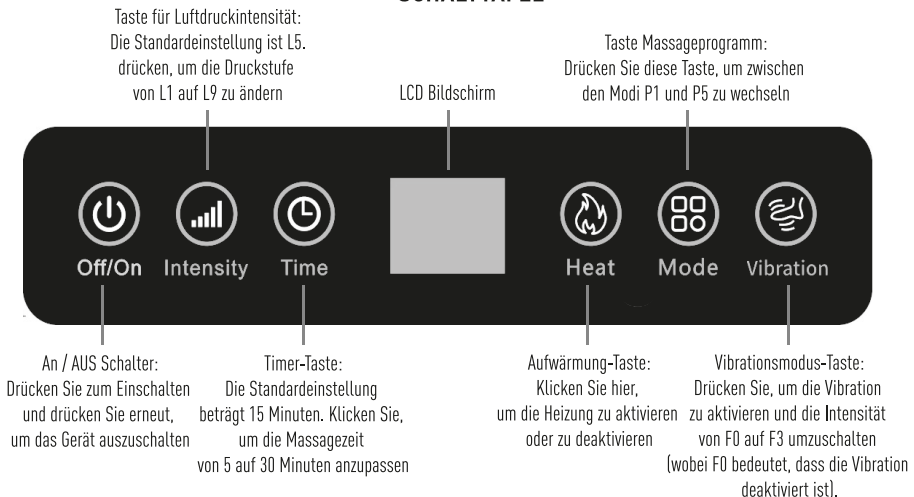 Taste für Luftdruckintensität:
Die Standardeinstellung ist L5.
drücken, um die Druckstufe
von L1 auf L9 zu ändern
LCD Bildschirm
Taste Massageprogramm:
Drücken Sie diese Taste, um zwischen
den Modi P1 und P5 zu wechseln
Off/On
Intensity
Time
Heat
Mode
Vibration
An / AUS Schalter:
Drücken Sie zum Einschalten
und drücken Sie erneut,
um das Gerät auszuschalten
Timer-Taste:
Die Standardeinstellung
beträgt 15 Minuten. Klicken Sie,
um die Massagezeit
von 5 auf 30 Minuten anzupassen
Aufwärmung-Taste:
Klicken Sie hier,
um die Heizung zu aktivieren
oder zu deaktivieren
Vibrationsmodus-Taste:
Drücken Sie, um die Vibration
zu aktivieren und die Intensität
von F0 auf F3 umzuschalten
(wobei F0 bedeutet, dass die Vibration
deaktiviert ist).